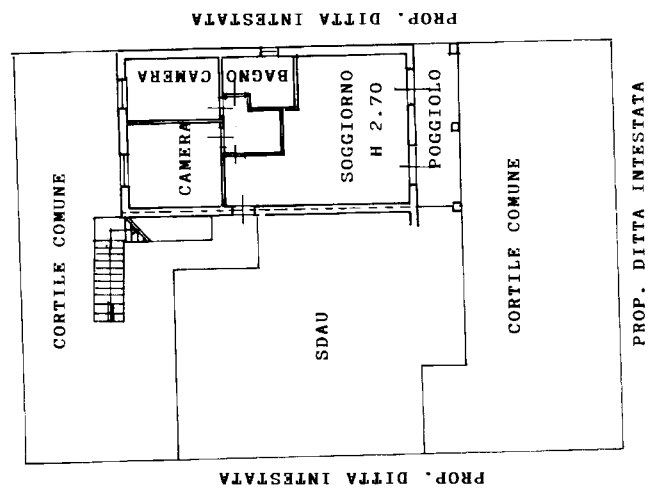 PROP. DITTA INTESTATA
CAMERA
BAGNO
CAMERA
SOGGIORNO
H 2.70
POGGIOLO
CORTILE COMUNE
SDAU
CORTILE COMUNE
PROP. DITTA INTESTATA
PROP. DITTA INTESTATA